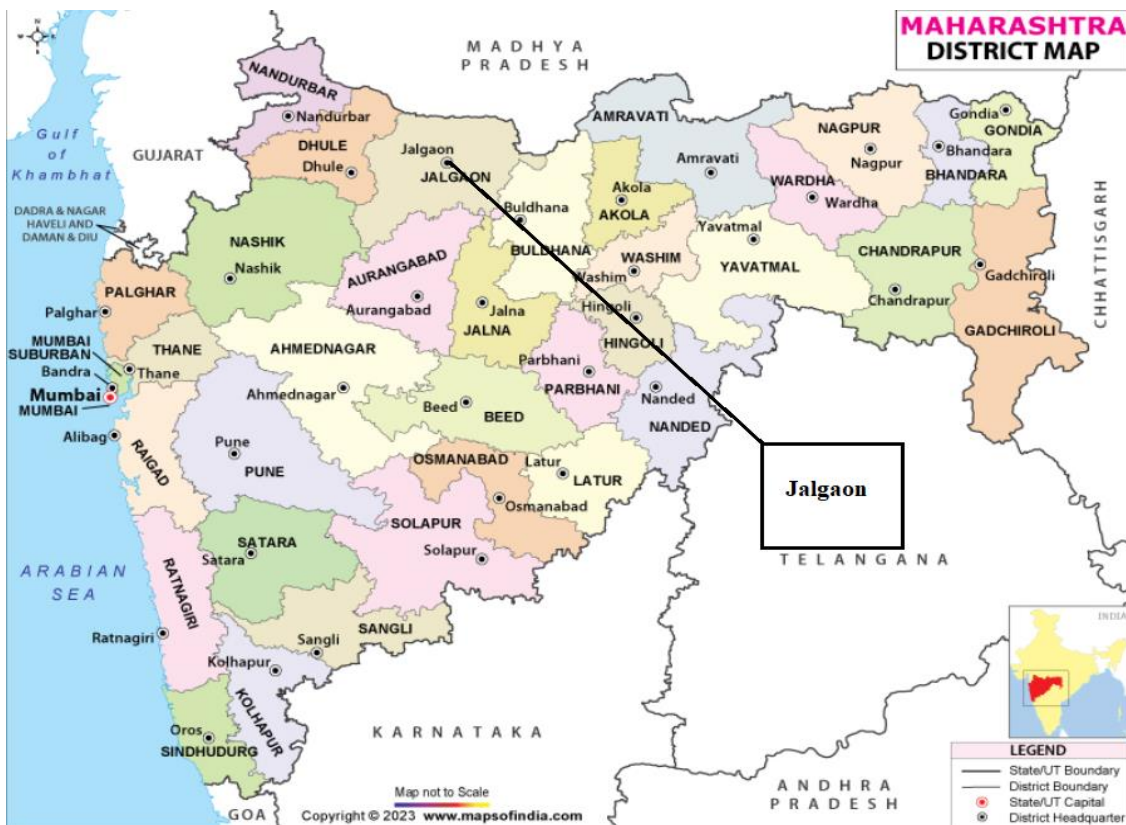 MAHARASHTRA
DISTRICT MAP
N
MADHYA
PRADESH
NANDURBAR
Nandurbar
Gulf
of
Khambhat
GUJARAT
DHULE
Dhule
Jalgaon
JALGAON
AMRAVATI
Amravati
NAGPUR
Nagpur
Gondia
GONDIA
Bhandara
BHANDARA
WARDHA
Wardha
Akola
AKOLA
Buldhana
BULDHANA
DADRA & NAGAR
HAVELI AND
DAMAN & DIU
NASHIK
Nashik
AURANGABAD
Aurangabad
Jalna
JALNA
WASHIM
Washim
Yavatmal
YAVATMAL
CHANDRAPUR
Chandrapur
Gadchiroli
GADCHIROLI
CHHATTISGARH
PALGHAR
Palghar
Hingoli
HINGOLI
MUMBAI
SUBURBAN
Bandra
Mumbai
MUMBAI
THANE
Thane
AHMEDNAGAR
Ahmednagar
Parbhani
PARBHANI
Nanded
NANDED
Beed
BEED
Alibag
RAIGAD
Pune
PUNE
OSMANABAD
Osmanabad
Latur
LATUR
Jalgaon
SOLAPUR
Solapur
SATARA
Satara
TELANGANA
ARABIAN
SEA
RATNAGIRI
Ratnagiri
Sangli
SANGLI
Kolhapur
KOLHAPUR
INDIA
Oros
SINDHUDURG
KARNATAKA
GOA
ANDHRA
PRADESH
Map not to Scale
Copyright © 2023 www.mapsofindia.com
LEGEND
State/UT Boundary
District Boundary
State/UT Capital
District Headquarter